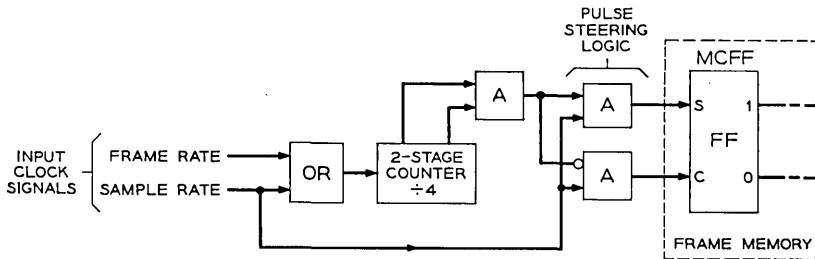 PULSE
STEERING
LOGIC
MCFF
A
A
S
1
FF
INPUT
CLOCK
SIGNALS
FRAME RATE
SAMPLE RATE
OR
2-STAGE
COUNTER
÷4
A
C
0
FRAME MEMORY